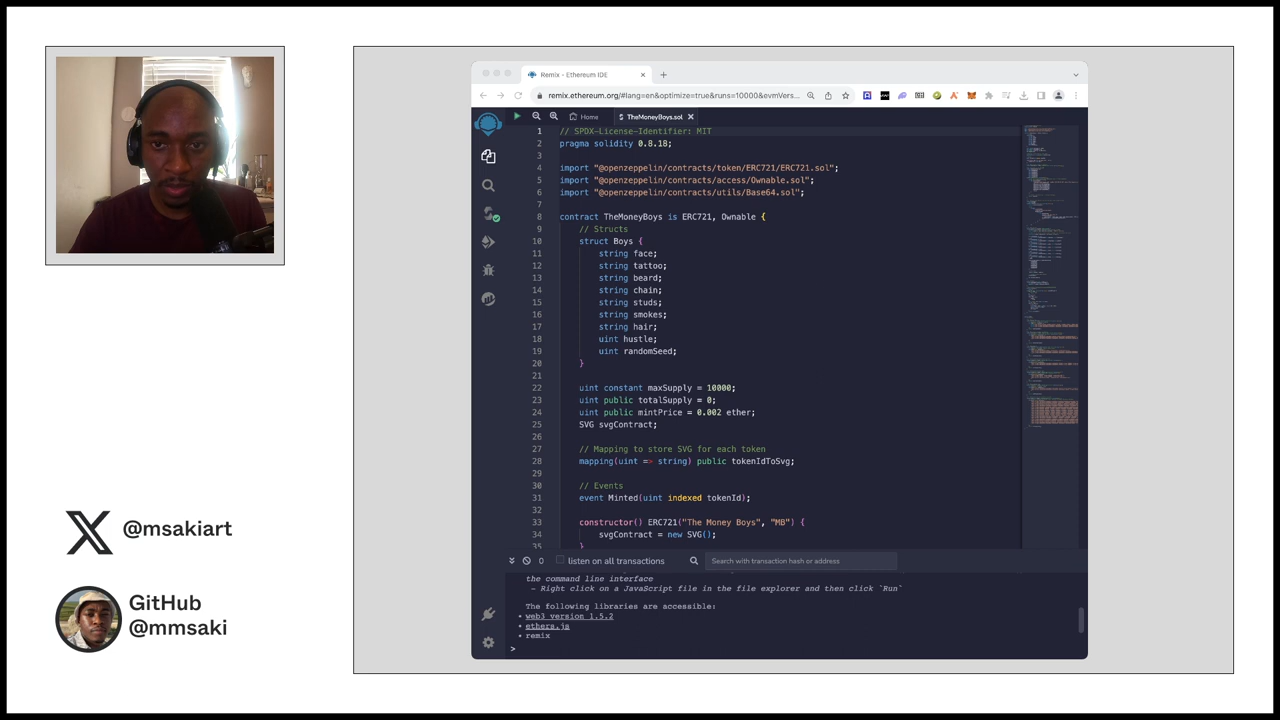 @msakiart
GitHub
@mmsaki
Remix - Ethereum IDE
remix.ethereum.org/#lang=en&optimize=true&runs=10000&evmVers...
Home
TheMoneyBoys.sol
1 // SPDX-License-Identifier: MIT
2 pragma solidity 0.8.18;
3
4 import "@openzeppelin/contracts/token/ERC721/ERC721.sol";
5 import "@openzeppelin/contracts/access/Ownable.sol";
6 import "@openzeppelin/contracts/utils/Base64.sol";
7
8 contract TheMoneyBoys is ERC721, Ownable {
9 // Structs
10 struct Boys {
11 string face;
12 string tattoo;
13 string beard;
14 string chain;
15 string studs;
16 string smokes;
17 string hair;
18 uint hustle;
19 uint randomSeed;
20 }
21
22 uint constant maxSupply = 10000;
23 uint public totalSupply = 0;
24 uint public mintPrice = 0.002 ether;
25 SVG svgContract;
26
27 // Mapping to store SVG for each token
28 mapping(uint => string) public tokenIdToSvg;
29
30 // Events
31 event Minted(uint indexed tokenId);
32
33 constructor() ERC721("The Money Boys", "MB") {
34 svgContract = new SVG();
35 }
0
listen on all transactions
Search with transaction hash or address
the command line interface
- Right click on a JavaScript file in the file explorer and then click `Run`
The following libraries are accessible:
• web3 version 1.5.2
• ethers.js
• remix
>